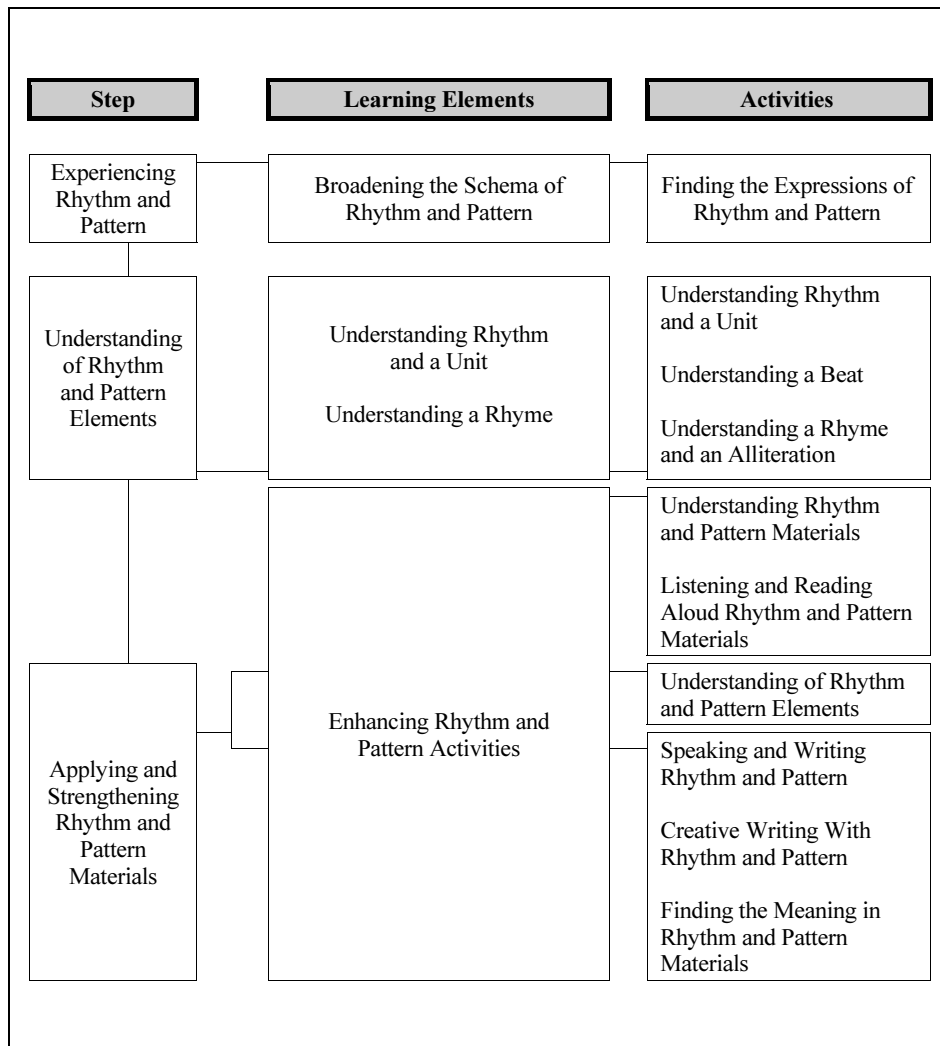 Step
Learning Elements
Activities
Experiencing
Rhythm and
Pattern
Broadening the Schema of
Rhythm and Pattern
Finding the Expressions of
Rhythm and Pattern
Understanding
of Rhythm
and Pattern
Elements
Understanding Rhythm
and a Unit
Understanding a Rhyme
Understanding Rhythm
and a Unit
Understanding a Beat
Understanding a Rhyme
and an Alliteration
Applying and
Strengthening
Rhythm and
Pattern
Materials
Enhancing Rhythm and
Pattern Activities
Understanding Rhythm
and Pattern Materials
Listening and Reading
Aloud Rhythm and Pattern
Materials
Understanding of Rhythm
and Pattern Elements
Speaking and Writing
Rhythm and Pattern
Creative Writing With
Rhythm and Pattern
Finding the Meaning in
Rhythm and Pattern
Materials